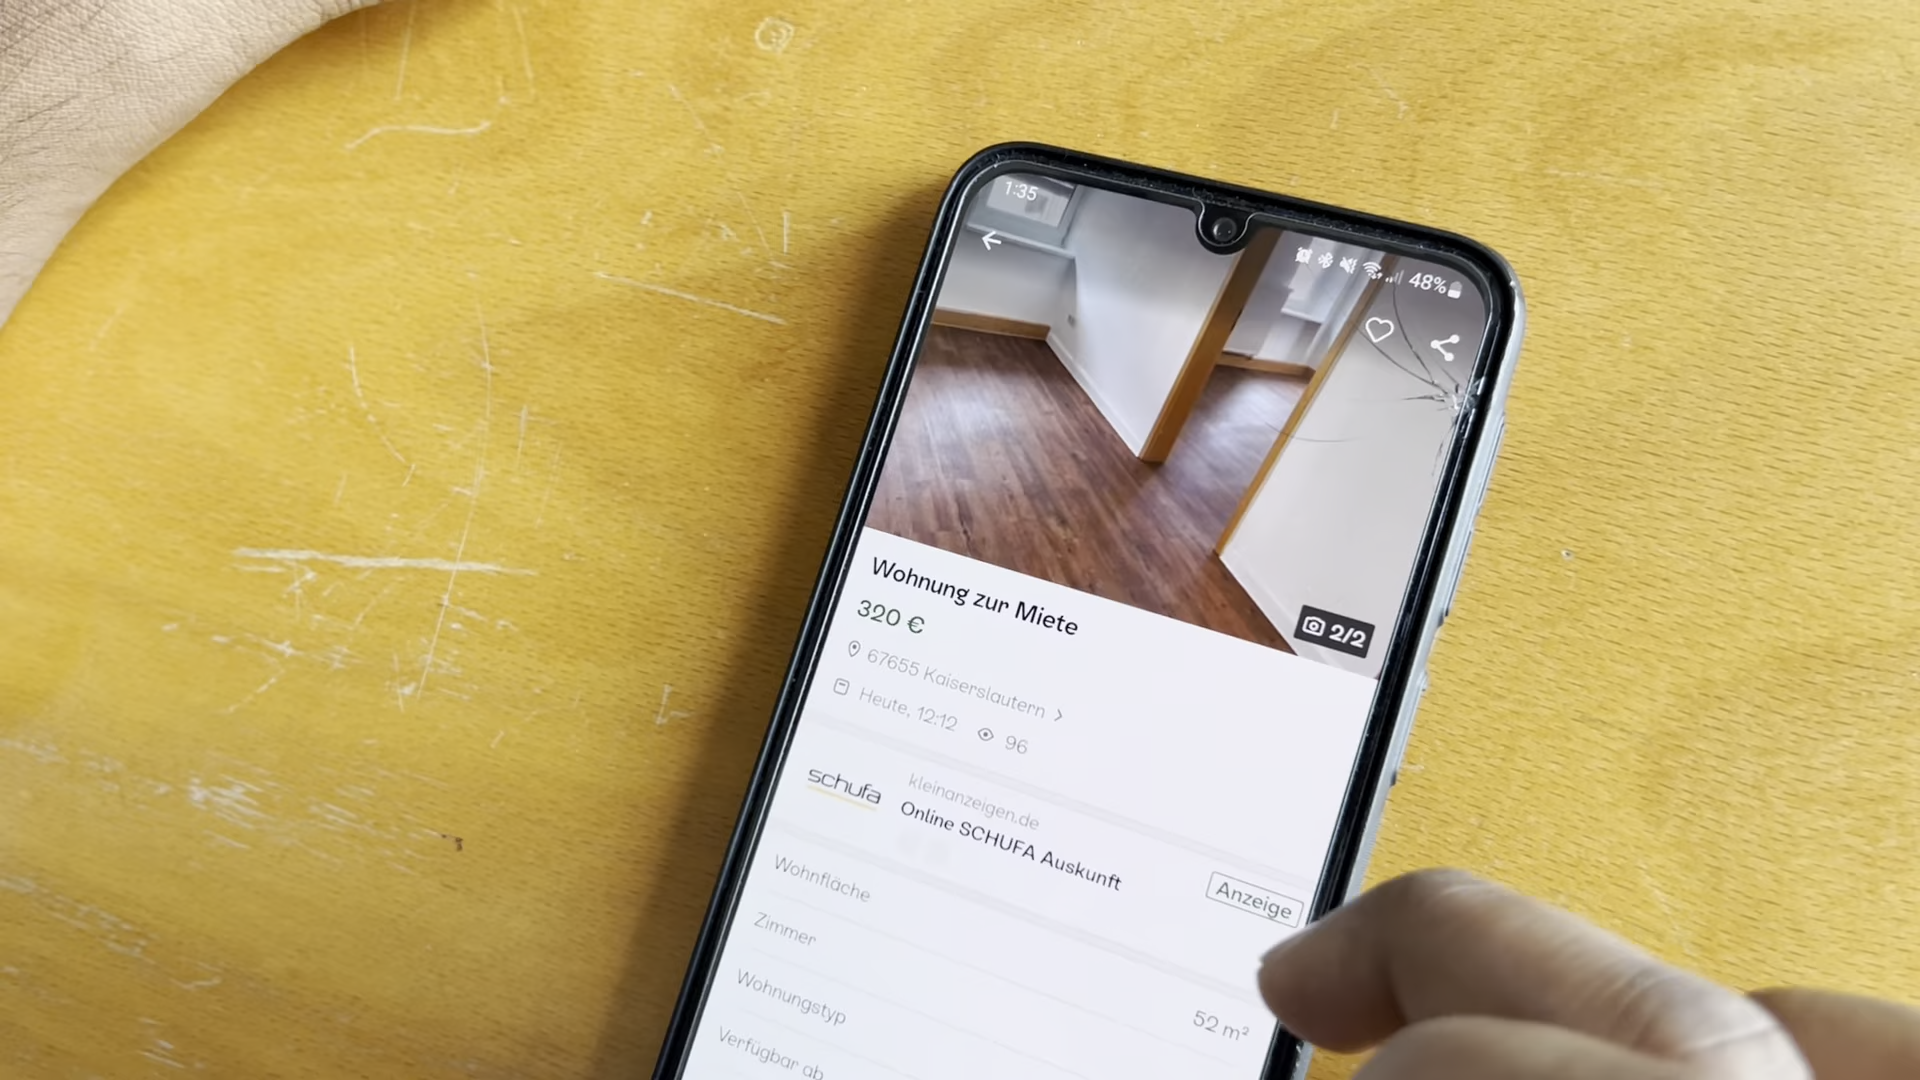 1:35
48%
2/2
Wohnung zur Miete
320 €
67655 Kaiserslautern
Heute, 12:12 96
schufa
kleinanzeigen.de
Online SCHUFA Auskunft
Anzeige
Wohnfläche
52 m²
Zimmer
Wohnungstyp
Verfügbar ab